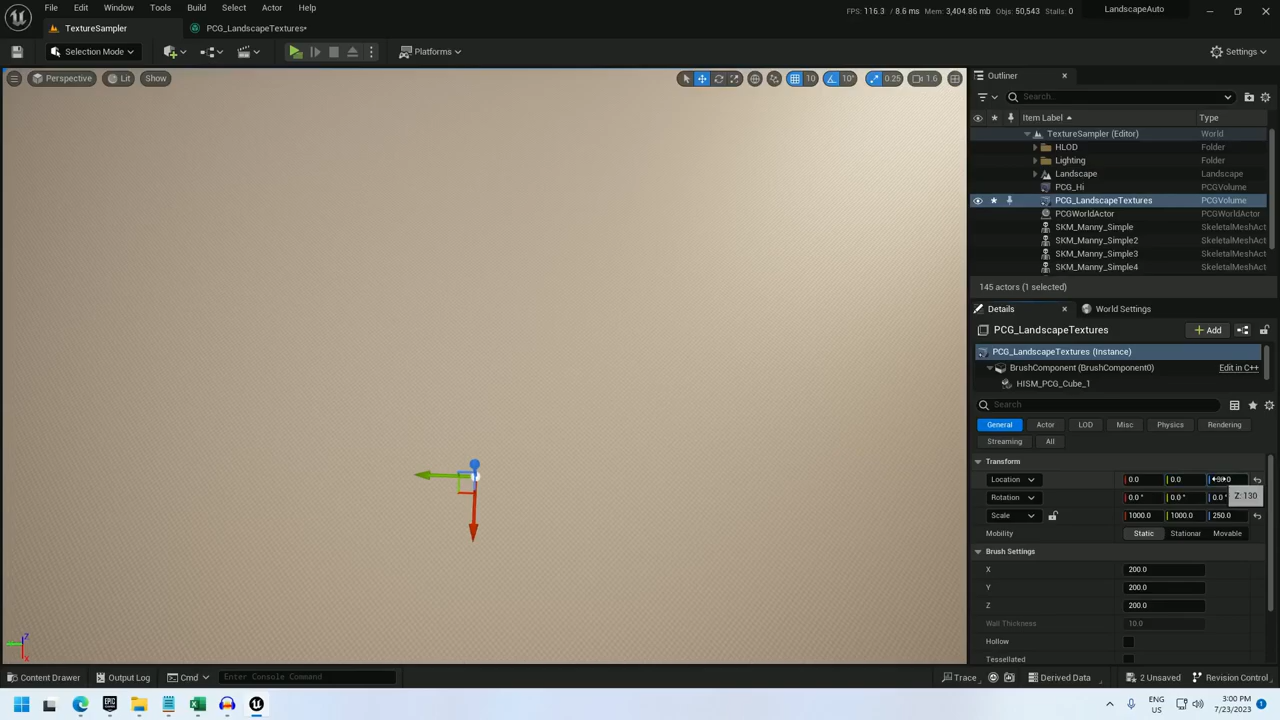 File Edit Window Tools Build Select Actor Help
FPS: 116.3 / 8.6 ms Mem: 3,404.86 mb Objs: 50,543 Stalls: 0
LandscapeAuto
TextureSampler
PCG_LandscapeTextures•
Selection Mode
Platforms
Settings
Perspective Lit Show
10 10° 0.25 1.6
Outliner
Search...
Item Label Type
TextureSampler (Editor) World
HLOD Folder
Lighting Folder
Landscape Landscape
PCG_Hi PCGVolume
PCG_LandscapeTextures PCGVolume
PCGWorldActor PCGWorldActor
SKM_Manny_Simple SkeletalMeshAct
SKM_Manny_Simple2 SkeletalMeshAct
SKM_Manny_Simple3 SkeletalMeshAct
SKM_Manny_Simple4 SkeletalMeshAct
145 actors (1 selected)
Details
World Settings
PCG_LandscapeTextures
Add
PCG_LandscapeTextures (Instance)
BrushComponent (BrushComponent0) Edit in C++
HISM_PCG_Cube_1
Search
General Actor LOD Misc Physics Rendering
Streaming All
Transform
Location 0.0 0.0
Rotation 0.0 ° 0.0 ° 0.0 °
Z: 130
Scale 1000.0 1000.0 250.0
Mobility Static Stationar Movable
Brush Settings
X 200.0
Y 200.0
Z 200.0
Wall Thickness 10.0
Hollow
Tessellated
Z
Content Drawer Output Log Cmd Enter Console Command
Trace Derived Data 2 Unsaved Revision Control
ENG
US
3:00 PM
7/23/2023